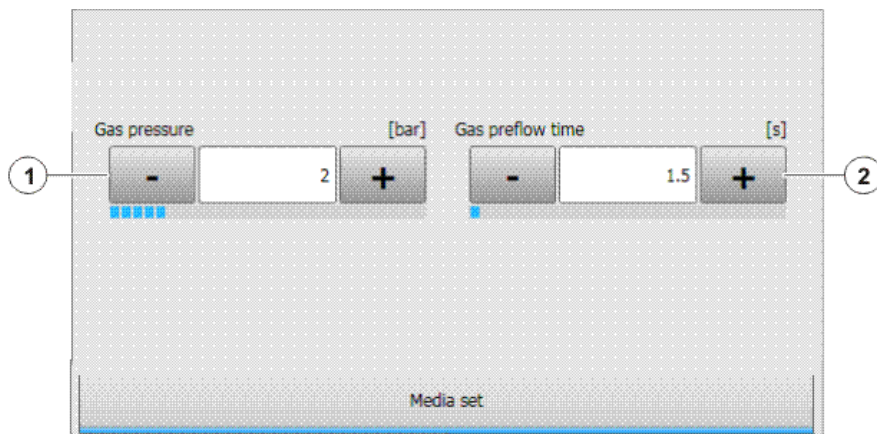 Gas pressure [bar] Gas preflow time [s]
1 - 2 + - 1.5 + 2
Media set